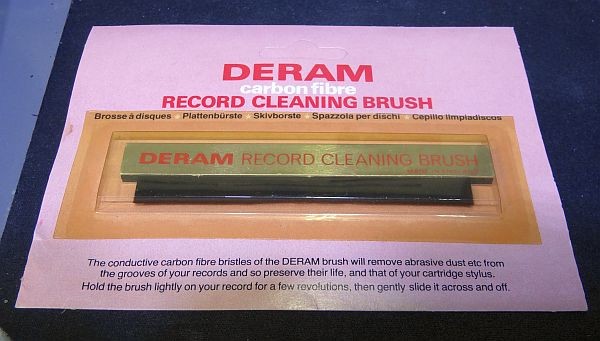 DERAM
carbon fibre
RECORD CLEANING BRUSH
Brosse à disques ★ Plattenbürste ★ Skivborste ★ Spazzola per dischi ★ Cepillo limpiadiscos
DERAM RECORD CLEANING BRUSH
MADE IN ENGLAND
The conductive carbon fibre bristles of the DERAM brush will remove abrasive dust etc from
the grooves of your records and so preserve their life, and that of your cartridge stylus.
Hold the brush lightly on your record for a few revolutions, then gently slide it across and off.